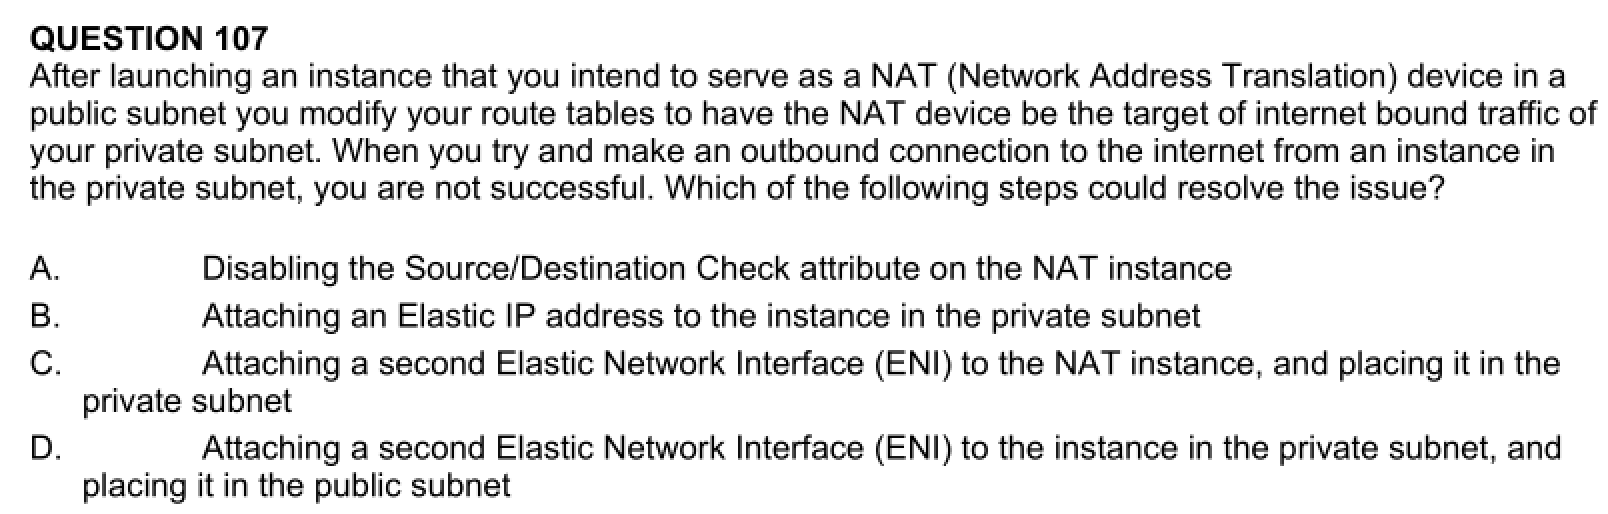 QUESTION 107
After launching an instance that you intend to serve as a NAT (Network Address Translation) device in a
public subnet you modify your route tables to have the NAT device be the target of internet bound traffic of
your private subnet. When you try and make an outbound connection to the internet from an instance in
the private subnet, you are not successful. Which of the following steps could resolve the issue?
A. Disabling the Source/Destination Check attribute on the NAT instance
B. Attaching an Elastic IP address to the instance in the private subnet
C. Attaching a second Elastic Network Interface (ENI) to the NAT instance, and placing it in the
private subnet
D. Attaching a second Elastic Network Interface (ENI) to the instance in the private subnet, and
placing it in the public subnet